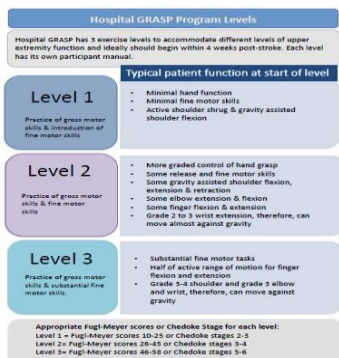 Hospital GRASP Program Levels
Hospital GRASP has 3 exercise levels to accommodate different levels of upper
extremity function and ideally should begin within 4 weeks post-stroke. Each level
has its own participant manual.
Typical patient function at start of level
Level 1
Practice of gross motor
skills & introduction of
fine motor skills
• Minimal hand function
• Minimal fine motor skills
• Active shoulder shrug & gravity assisted
shoulder flexion
Level 2
Practice of gross motor
skills & fine motor
skills
• More graded control of hand grasp
• Some release and fine motor skills
• Some gravity assisted shoulder flexion,
extension & retraction
• Some elbow extension & flexion
• Some finger flexion & extension
• Grade 2 to 3 wrist extension, therefore, can
move almost against gravity
Level 3
Practice of gross motor
skills & substantial fine
motor skills.
• Substantial fine motor tasks
• Half of active range of motion for finger
flexion and extension
• Grade 3-4 shoulder and grade 3 elbow
and wrist, therefore, can move against
gravity
Appropriate Fugl-Meyer scores or Chedoke Stage for each level:
Level 1 = Fugl-Meyer 10-25 or Chedoke stages 2-3
Level 2= Fugl-Meyer 26-45 or Chedoke stages 3-4
Level 3= Fugl-Meyer 46-58 or Chedoke stages 5-6